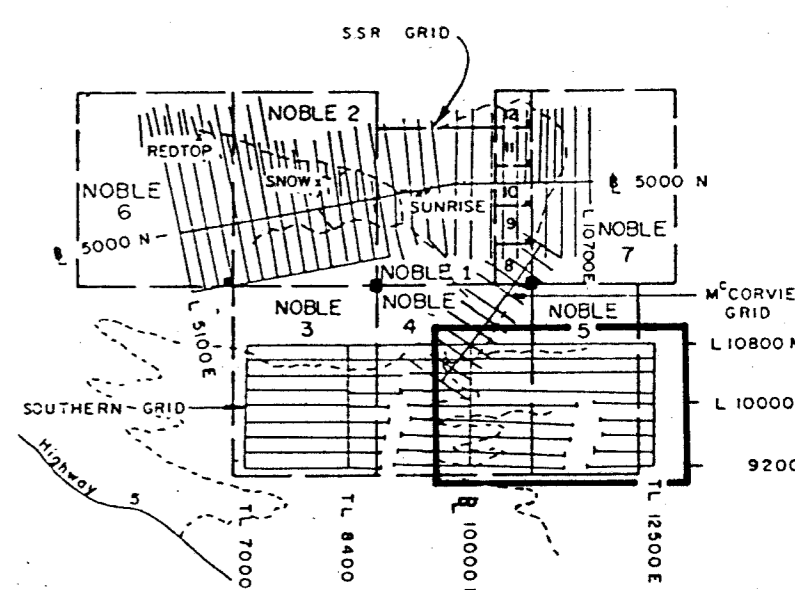 SSR GRID
NOBLE 2
12
REDTOP
11
SNOW x
NOBLE
6
10
℄ 5000 N
SUNRISE
9
NOBLE
7
L 10700E
℄ 5000 N
NOBLE 1
8
NOBLE
3
NOBLE
4
NOBLE
5
McCORVIE
GRID
L 5100E
L 10800 N
SOUTHERN GRID
L 10000
9200
Highway
5
TL 7000
TL 8400
10000
TL 12500 E